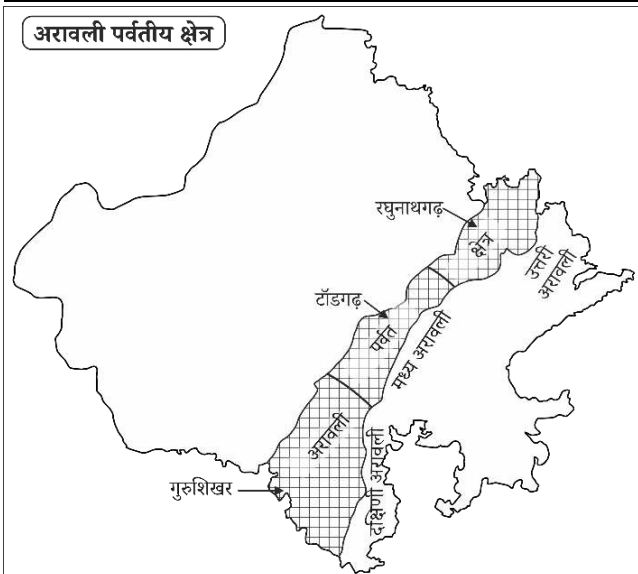 अरावली पर्वतीय क्षेत्र
रघुनाथगढ़
क्षेत्र
उत्तरी
अरावली
टॉडगढ़
पर्वत
मध्य अरावली
अरावली
दक्षिणी अरावली
गुरुशिखर